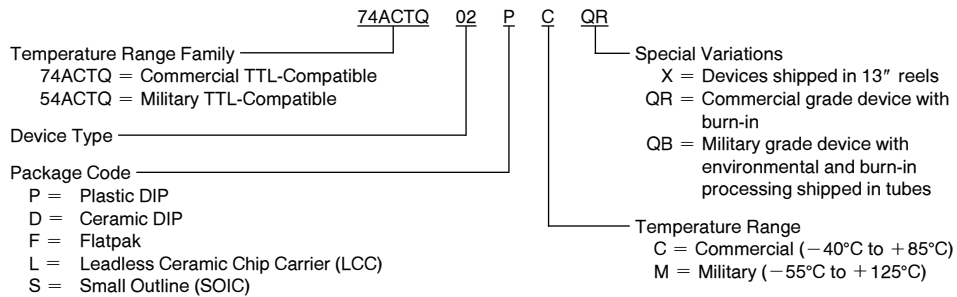 74ACTQ 02 P C QR
Temperature Range Family
74ACTQ = Commercial TTL-Compatible
54ACTQ = Military TTL-Compatible
Device Type
Package Code
P = Plastic DIP
D = Ceramic DIP
F = Flatpak
L = Leadless Ceramic Chip Carrier (LCC)
S = Small Outline (SOIC)
Special Variations
X = Devices shipped in 13″ reels
QR = Commercial grade device with
burn-in
QB = Military grade device with
environmental and burn-in
processing shipped in tubes
Temperature Range
C = Commercial (−40°C to +85°C)
M = Military (−55°C to +125°C)